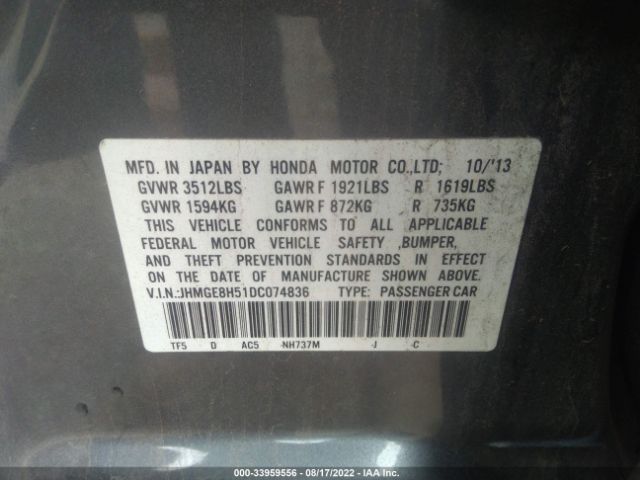 MFD. IN JAPAN BY HONDA MOTOR CO.,LTD; 10/'13
GVWR 3512LBS GAWR F 1921LBS R 1619LBS
GVWR 1594KG GAWR F 872KG R 735KG
THIS VEHICLE CONFORMS TO ALL APPLICABLE
FEDERAL MOTOR VEHICLE SAFETY ,BUMPER,
AND THEFT PREVENTION STANDARDS IN EFFECT
ON THE DATE OF MANUFACTURE SHOWN ABOVE.
V.I.N.:JHMGE8H51DC074836 TYPE: PASSENGER CAR
TF5 D AC5 -NH737M -J -C
000-33959556 - 08/17/2022 - IAA Inc.